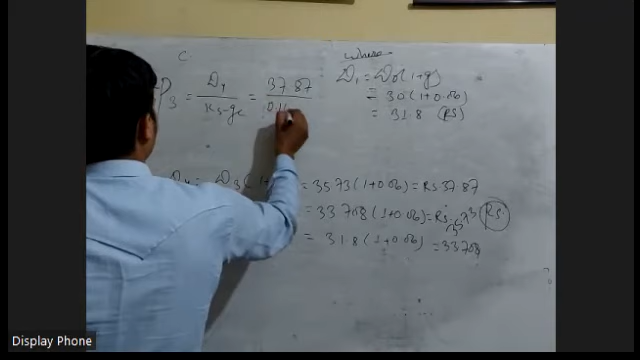 C
P3 = D4 / Ks-gc = 37.87 / 0.1
where
D1 = D0(1+g)
= 30(1+0.06)
= 31.8 (RS)
D3(1+ = 35.73(1+0.06) = RS 37.87
= 33.708(1+0.06) = RS. 35.73 RS.
= 31.8(1+0.06) = 33.708
Display Phone